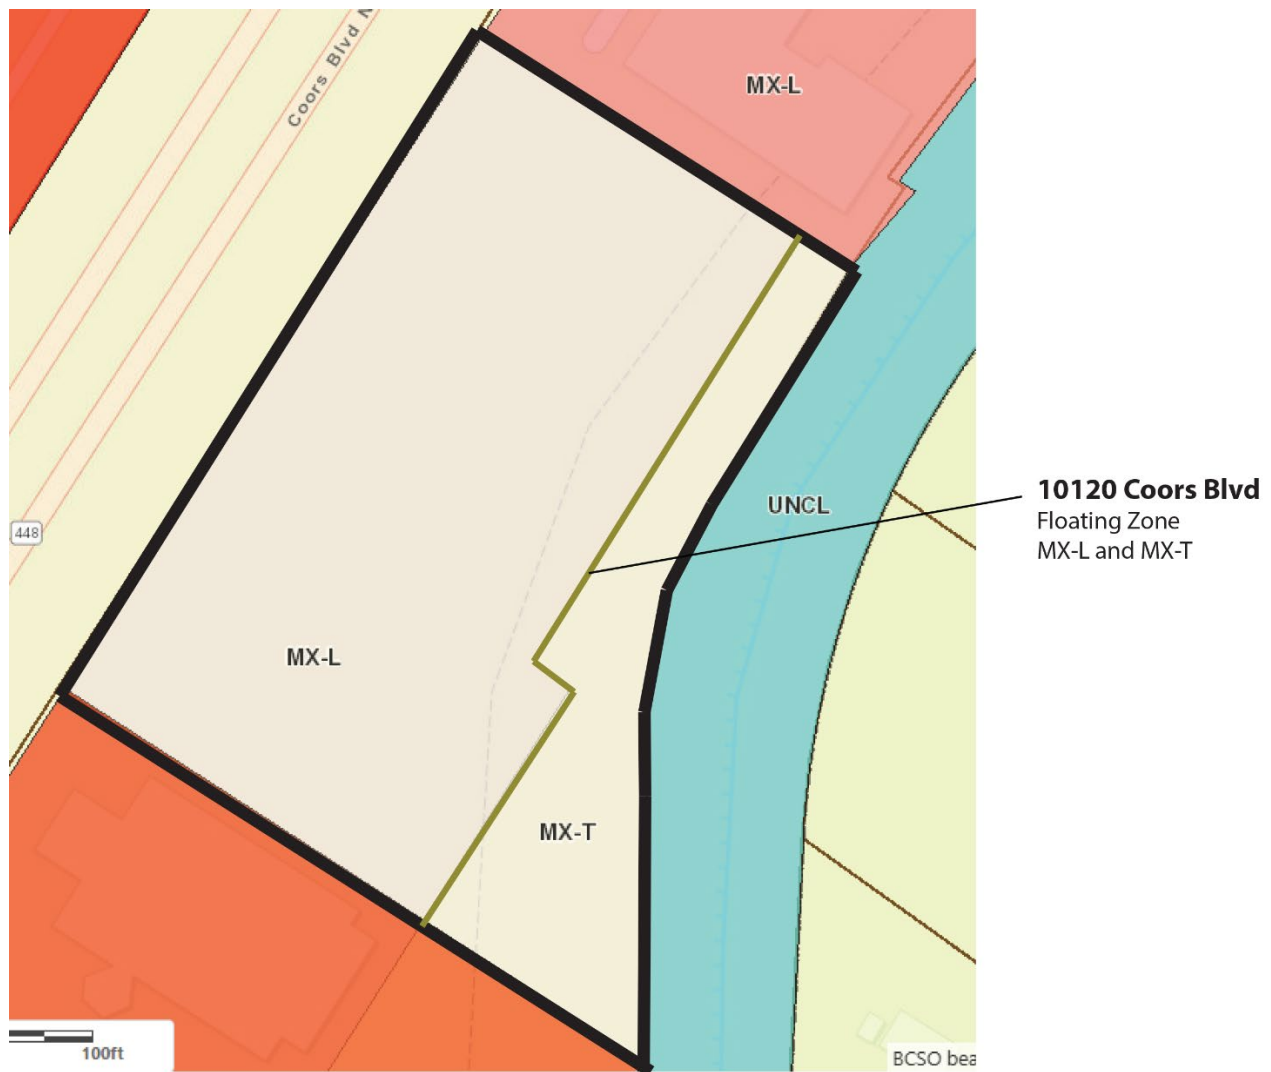 Coors Blvd N
MX-L
UNCL
10120 Coors Blvd
Floating Zone
MX-L and MX-T
448
MX-L
MX-T
100ft
BCSO bea